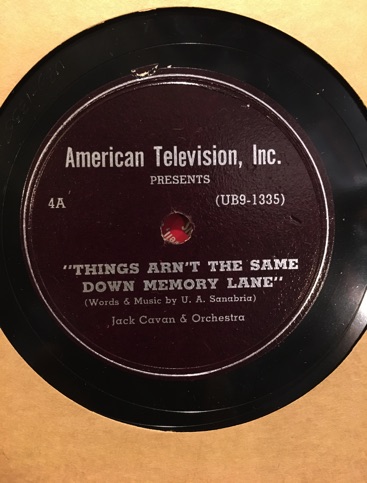 American Television, Inc.
PRESENTS
4A (UB9-1335)
"THINGS ARN'T THE SAME
DOWN MEMORY LANE"
(Words & Music by U. A. Sanabria)
Jack Cavan & Orchestra